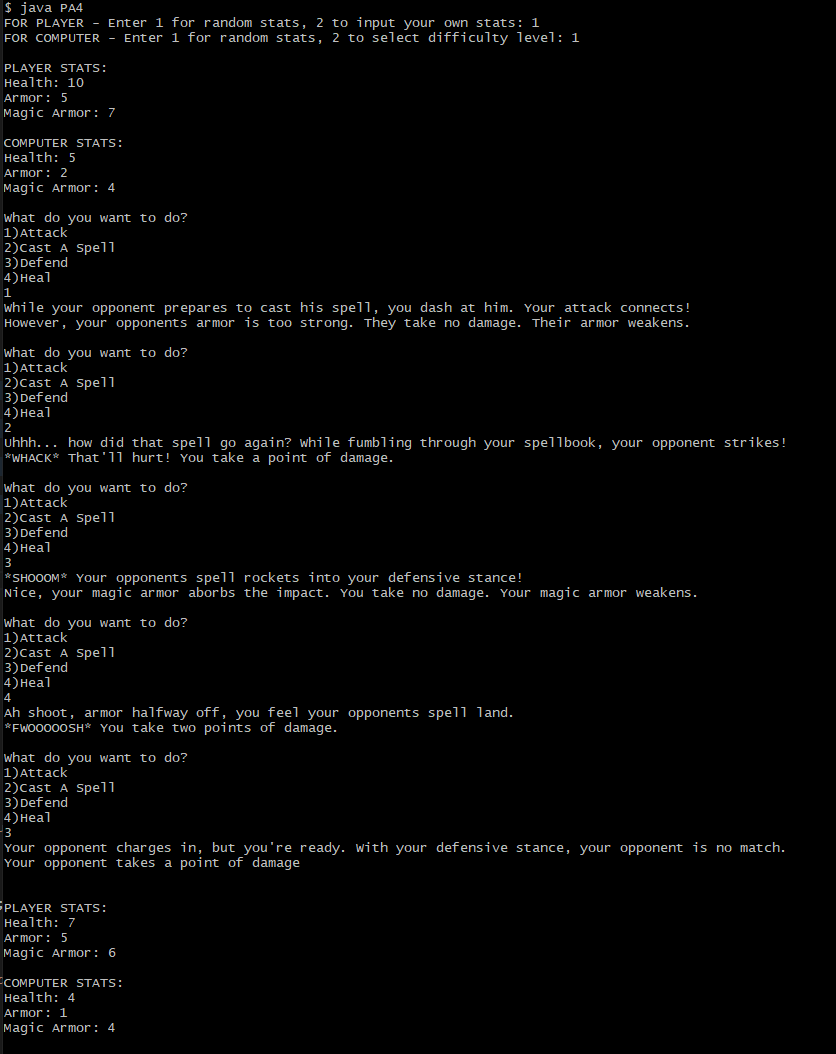 $ java PA4
FOR PLAYER - Enter 1 for random stats, 2 to input your own stats: 1
FOR COMPUTER - Enter 1 for random stats, 2 to select difficulty level: 1
PLAYER STATS:
Health: 10
Armor: 5
Magic Armor: 7
COMPUTER STATS:
Health: 5
Armor: 2
Magic Armor: 4
What do you want to do?
1)Attack
2)Cast A Spell
3)Defend
4)Heal
1
While your opponent prepares to cast his spell, you dash at him. Your attack connects!
However, your opponents armor is too strong. They take no damage. Their armor weakens.
What do you want to do?
1)Attack
2)Cast A Spell
3)Defend
4)Heal
2
Uhhh... how did that spell go again? While fumbling through your spellbook, your opponent strikes!
*WHACK* That'll hurt! You take a point of damage.
What do you want to do?
1)Attack
2)Cast A Spell
3)Defend
4)Heal
3
*SHOOOM* Your opponents spell rockets into your defensive stance!
Nice, your magic armor aborbs the impact. You take no damage. Your magic armor weakens.
What do you want to do?
1)Attack
2)Cast A Spell
3)Defend
4)Heal
4
Ah shoot, armor halfway off, you feel your opponents spell land.
*FWOOOOOSH* You take two points of damage.
What do you want to do?
1)Attack
2)Cast A Spell
3)Defend
4)Heal
3
Your opponent charges in, but you're ready. With your defensive stance, your opponent is no match.
Your opponent takes a point of damage
PLAYER STATS:
Health: 7
Armor: 5
Magic Armor: 6
COMPUTER STATS:
Health: 4
Armor: 1
Magic Armor: 4